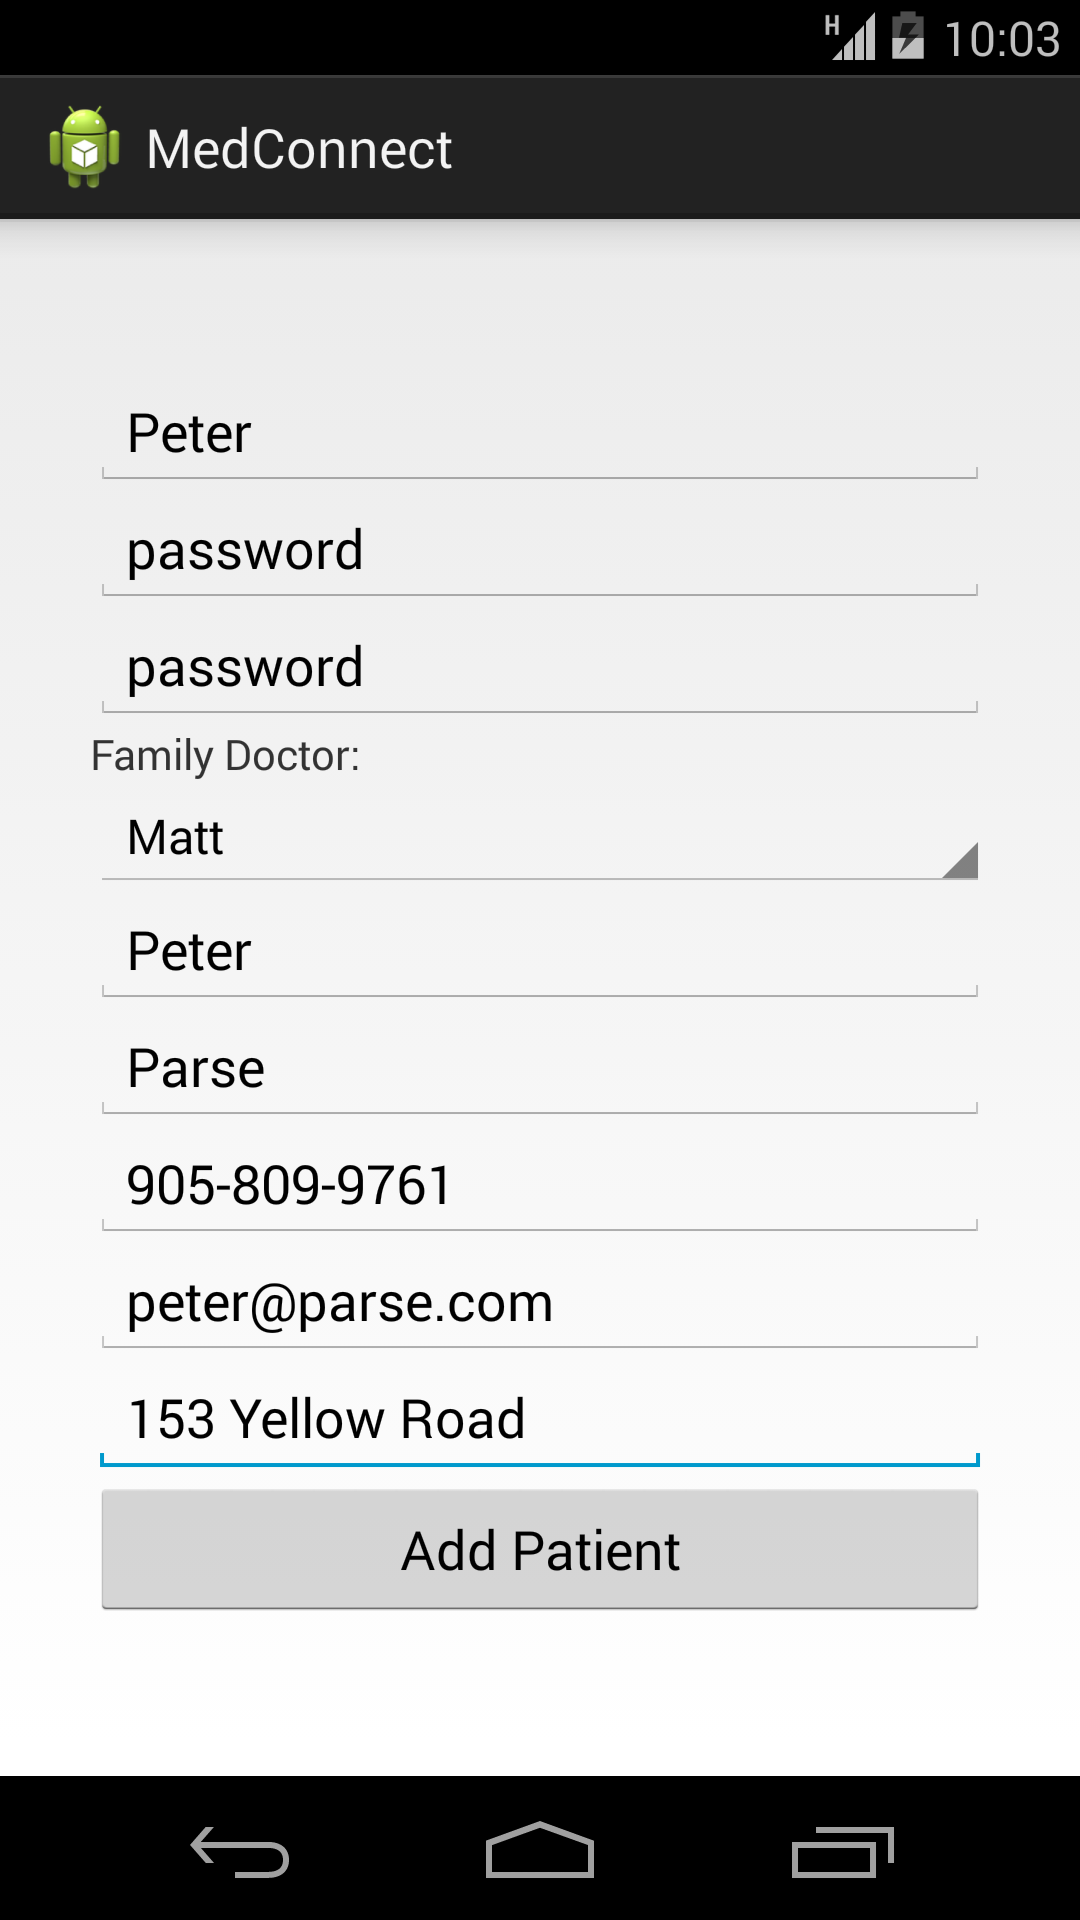 H 10:03
MedConnect
Peter
password
password
Family Doctor:
Matt
Peter
Parse
905-809-9761
peter@parse.com
153 Yellow Road
Add Patient